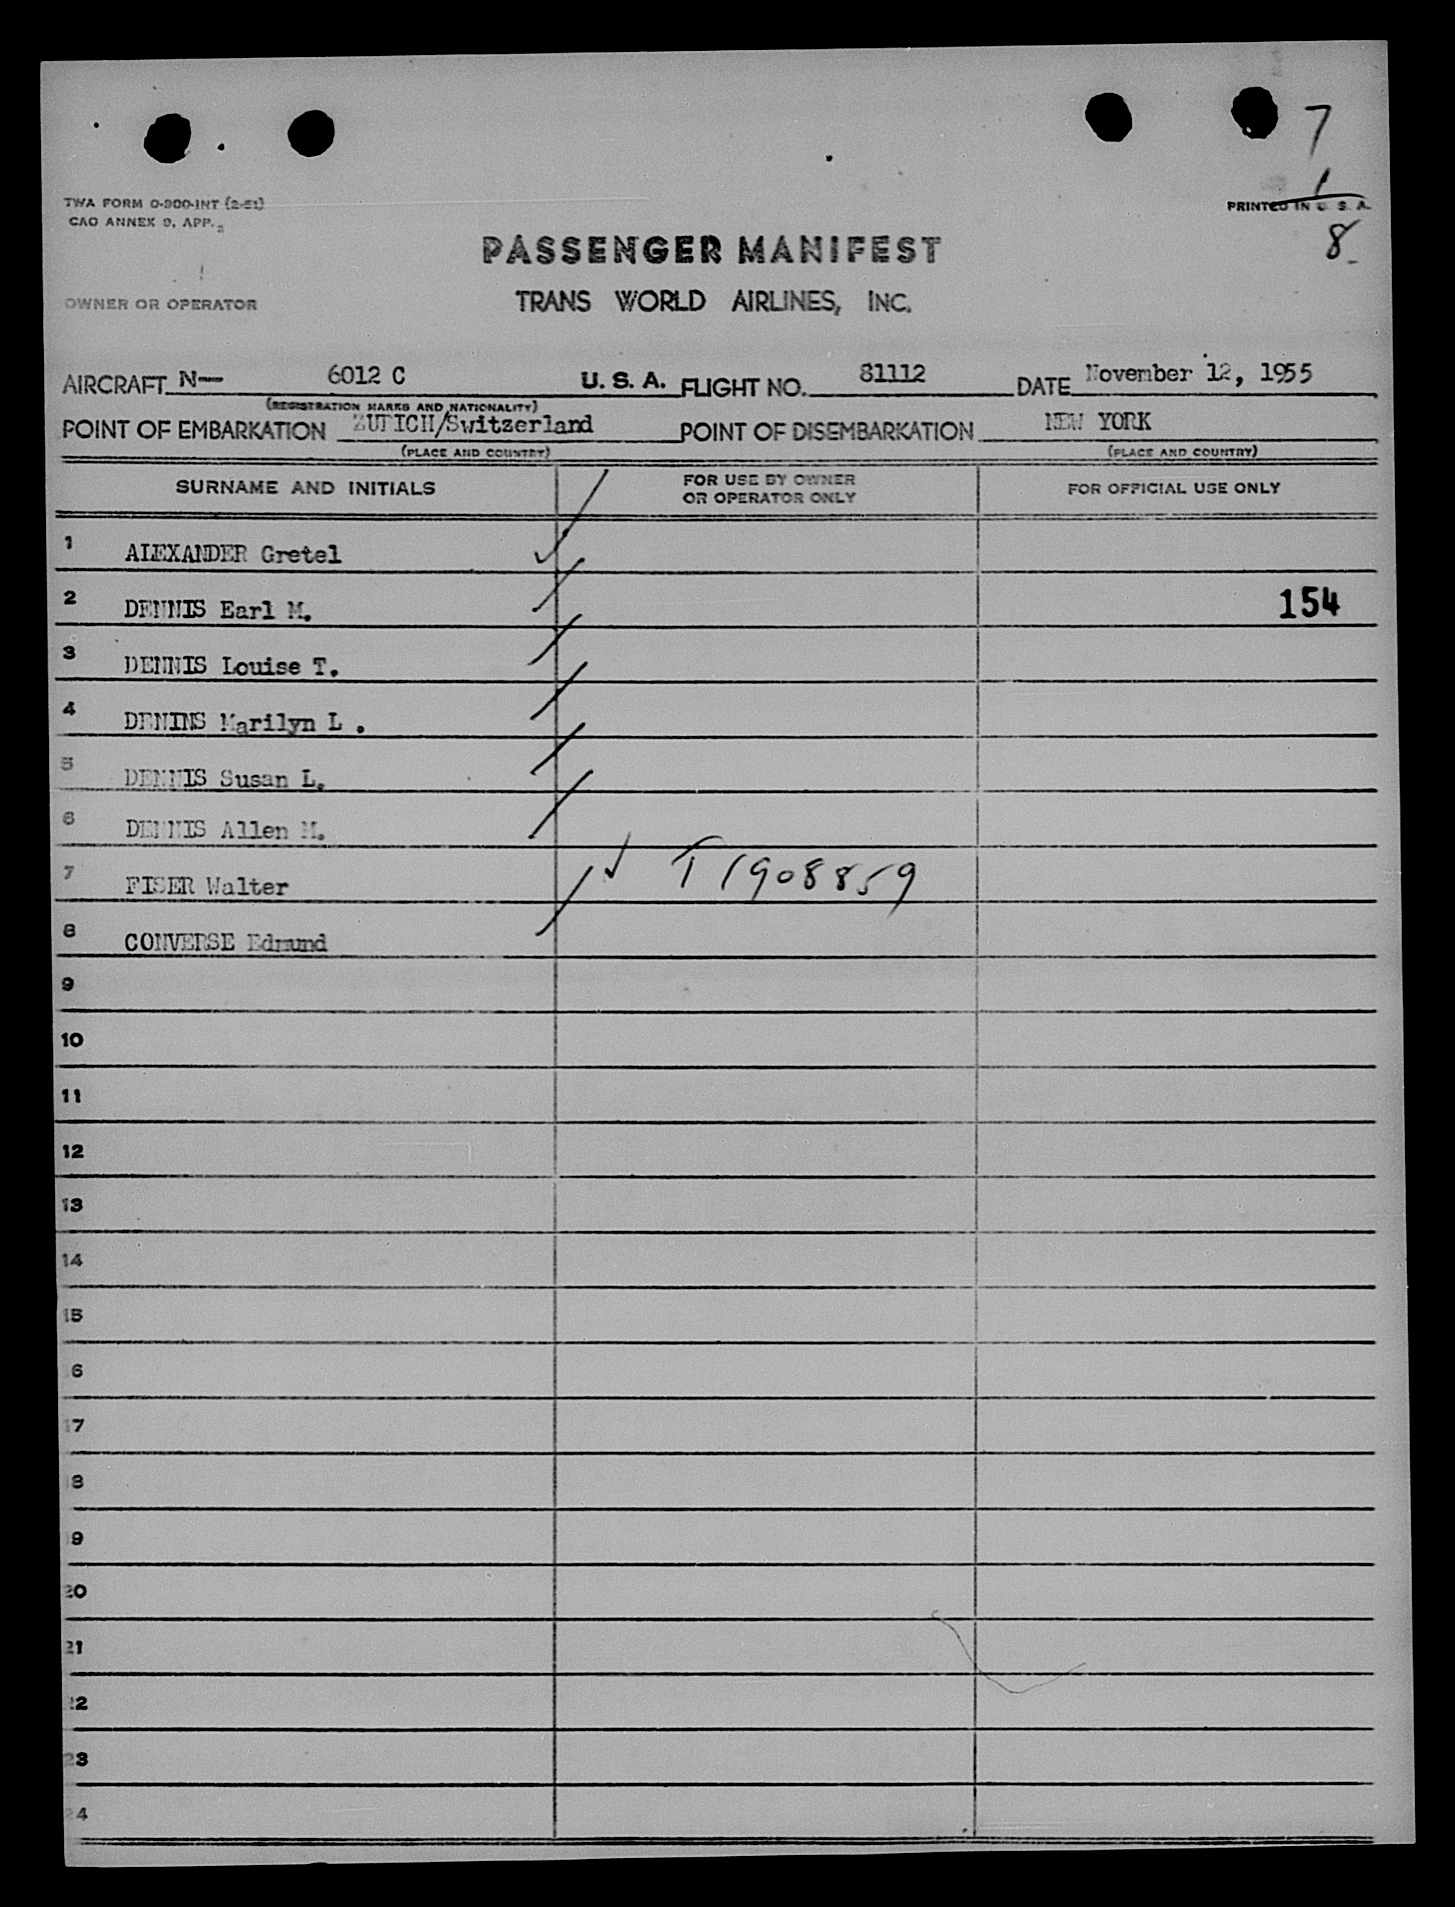 7
1
8
TWA FORM 0-900-INT (2-51)
CAO ANNEX 9, APP. 2
PRINTED IN U. S. A.
PASSENGER MANIFEST
OWNER OR OPERATOR
TRANS WORLD AIRLINES, INC.
AIRCRAFT N— 6012 C U. S. A. FLIGHT NO. 81112 DATE November 12, 1955
(REGISTRATION MARKS AND NATIONALITY)
POINT OF EMBARKATION ZURICH/Switzerland POINT OF DISEMBARKATION NEW YORK
(PLACE AND COUNTRY) (PLACE AND COUNTRY)
SURNAME AND INITIALS FOR USE BY OWNER OR OPERATOR ONLY FOR OFFICIAL USE ONLY
1 ALEXANDER Gretel
2 DENNIS Earl M. 154
3 DENNIS Louise T.
4 DENINS Marilyn L .
5 DENNIS Susan L.
6 DENNIS Allen M.
7 FISER Walter T1908859
8 CONVERSE Edmund
9
10
11
12
13
14
15
16
17
18
19
20
21
22
23
24